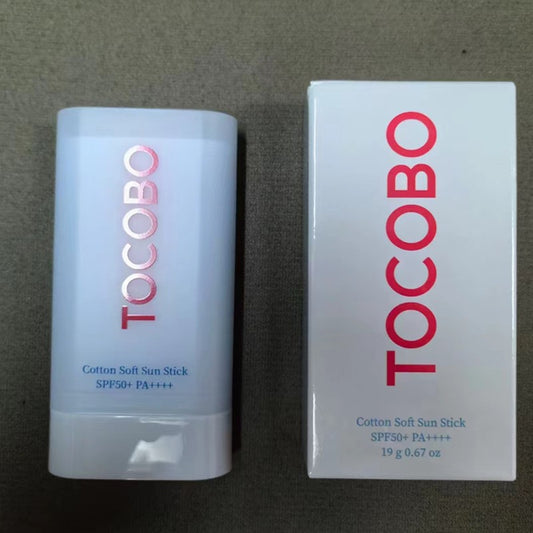 TOCOBO
Cotton Soft Sun Stick
SPF50+ PA++++
TOCOBO
Cotton Soft Sun Stick
SPF50+ PA++++
19 g 0.67 oz